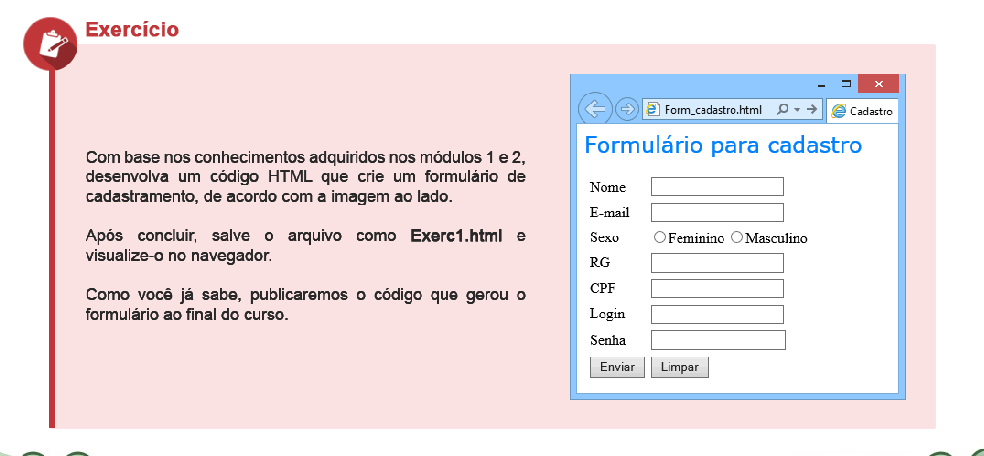 Exercício
Com base nos conhecimentos adquiridos nos módulos 1 e 2,
desenvolva um código HTML que crie um formulário de
cadastramento, de acordo com a imagem ao lado.
Após concluir, salve o arquivo como Exerc1.html e
visualize-o no navegador.
Como você já sabe, publicaremos o código que gerou o
formulário ao final do curso.
Form_cadastro.html
Cadastro
Formulário para cadastro
Nome
E-mail
Sexo Feminino Masculino
RG
CPF
Login
Senha
Enviar Limpar